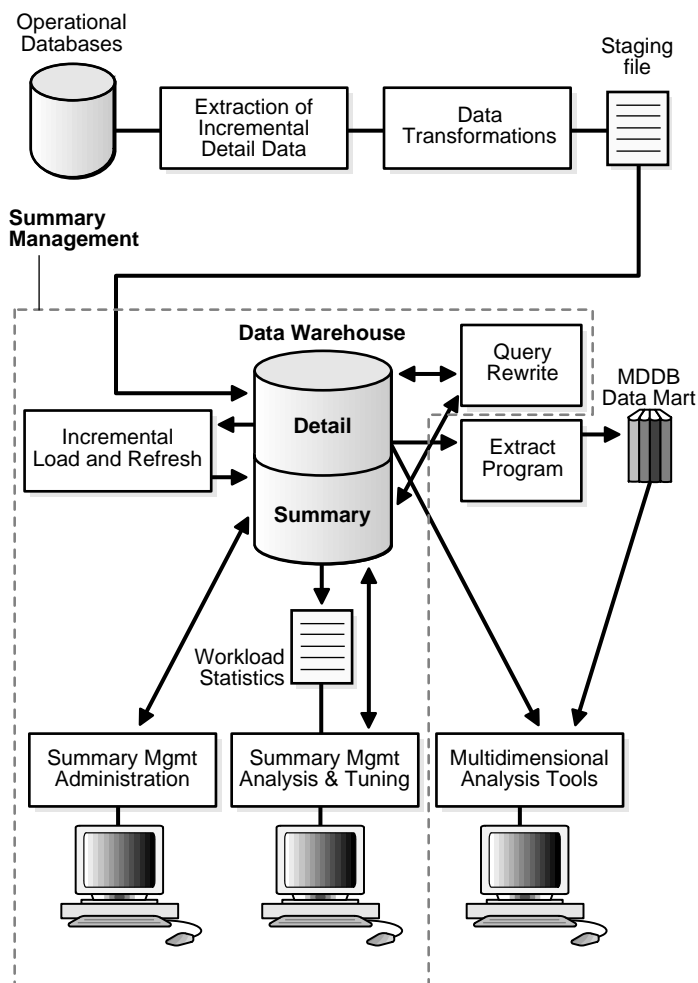 Operational
Databases
Staging
file
Extraction of
Incremental
Detail Data
Data
Transformations
Summary
Management
Data Warehouse
Query
Rewrite
MDDB
Data Mart
Detail
Incremental
Load and Refresh
Extract
Program
Summary
Workload
Statistics
Summary Mgmt
Administration
Summary Mgmt
Analysis & Tuning
Multidimensional
Analysis Tools